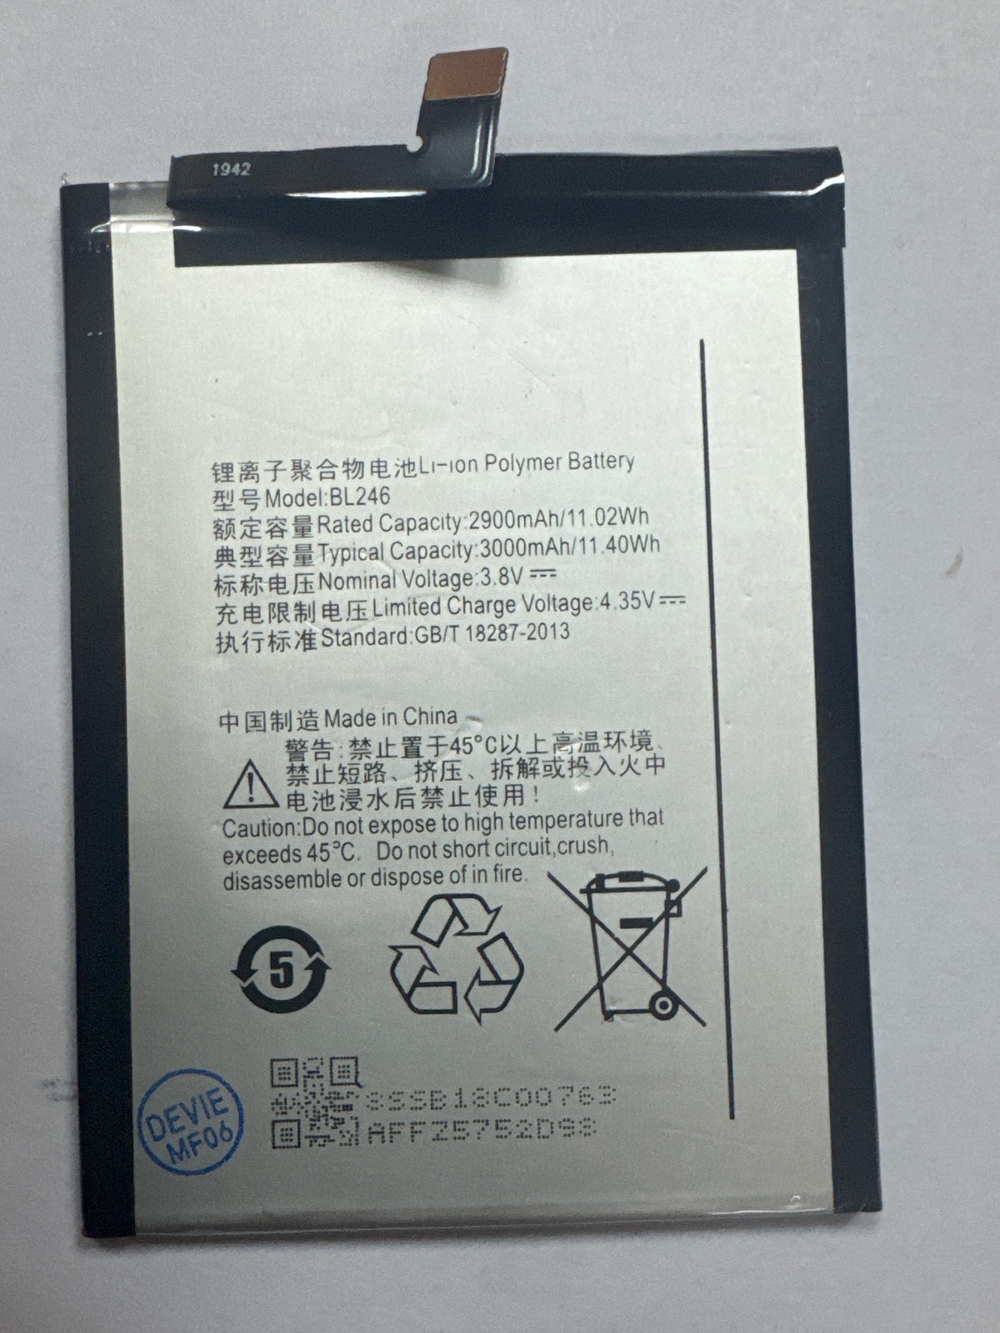 1942
锂离子聚合物电池Li-ion Polymer Battery
型号Model:BL246
额定容量Rated Capacity:2900mAh/11.02Wh
典型容量Typical Capacity:3000mAh/11.40Wh
标称电压Nominal Voltage:3.8V⎓
充电限制电压Limited Charge Voltage:4.35V⎓
执行标准Standard:GB/T 18287-2013
中国制造Made in China
警告:禁止置于45°C以上高温环境、
禁止短路、挤压、拆解或投入火中
电池浸水后禁止使用!
Caution:Do not expose to high temperature that
exceeds 45°C. Do not short circuit,crush,
disassemble or dispose of in fire.
5
8SSB18C00763
AFFZ5752D98
DEVIE
MF06